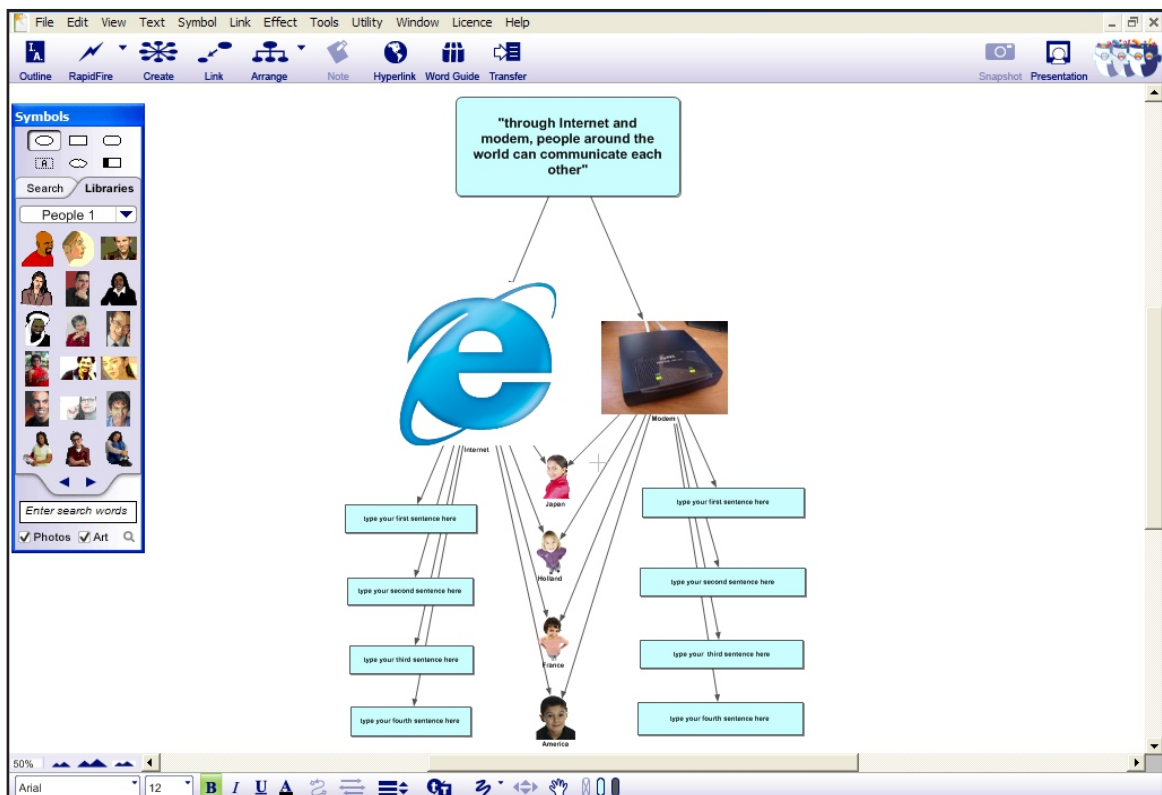 File Edit View Text Symbol Link Effect Tools Utility Window Licence Help
Outline RapidFire Create Link Arrange Note Hyperlink Word Guide Transfer Snapshot Presentation
Symbols
A
Search Libraries
People 1
Enter search words
Photos Art
"through Internet and
modem, people around the
world can communicate each
other"
Internet
Modem
Japan
Holland
France
America
type your first sentence here
type your second sentence here
type your third sentence here
type your fourth sentence here
type your first sentence here
type your second sentence here
type your third sentence here
type your fourth sentence here
50%
Arial 12 B I U A